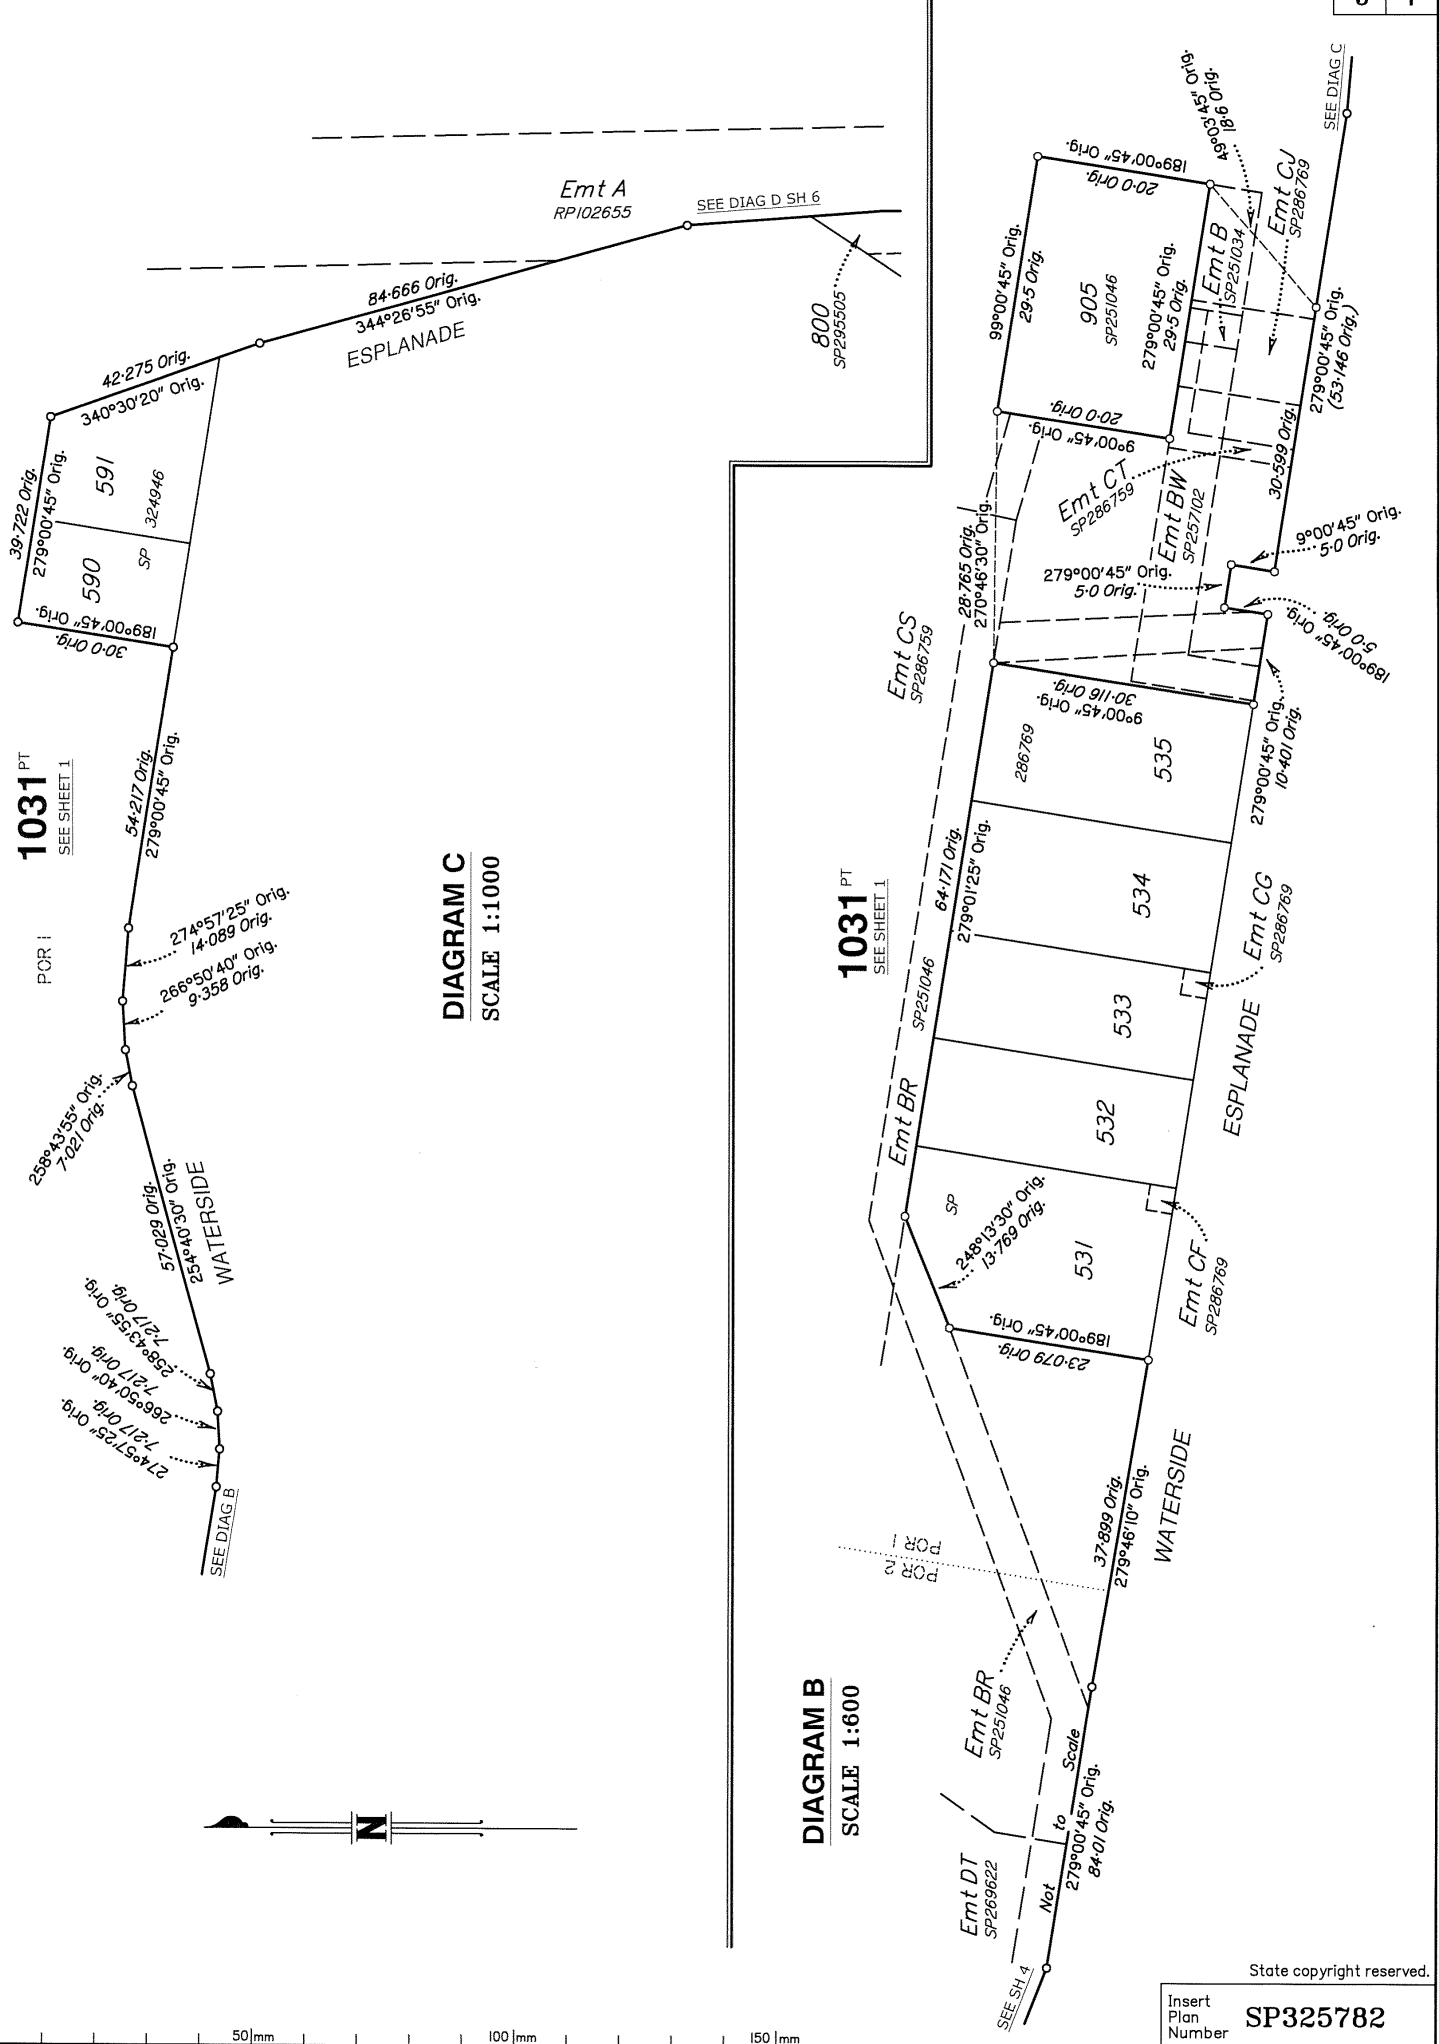 SEE DIAG B
274°57'25" Orig.
7·217 Orig.
266°50'40" Orig.
7·217 Orig.
258°43'55" Orig.
7·217 Orig.
57·029 Orig.
254°40'30" Orig.
WATERSIDE
258°43'55" Orig.
7·021 Orig.
266°50'40" Orig.
9·358 Orig.
274°57'25" Orig.
14·089 Orig.
POR 1
1031 PT
SEE SHEET 1
54·217 Orig.
279°00'45" Orig.
30·0 Orig.
189°00'45" Orig.
39·722 Orig.
279°00'45" Orig.
590
591
SP
324946
42·275 Orig.
340°30'20" Orig.
84·666 Orig.
344°26'55" Orig.
ESPLANADE
Emt A
RP102655
SEE DIAG D SH 6
800
SP295505
DIAGRAM C
SCALE 1:1000
N
DIAGRAM B
SCALE 1:600
SEE SH 4
Emt DT
SP269622
Not to Scale
279°00'45" Orig.
84·01 Orig.
Emt BR
SP251046
POR 2
POR 1
37·899 Orig.
279°46'10" Orig.
WATERSIDE
23·079 Orig.
189°00'45" Orig.
248°13'30" Orig.
13·769 Orig.
SP
531
532
533
534
535
286769
Emt CF
SP286769
Emt CG
SP286769
ESPLANADE
Emt BR
SP251046
1031 PT
SEE SHEET 1
64·171 Orig.
279°01'25" Orig.
Emt CS
SP286759
28·765 Orig.
270°46'30" Orig.
9°00'45" Orig.
30·116 Orig.
279°00'45" Orig.
10·401 Orig.
189°00'45" Orig.
5·0 Orig.
279°00'45" Orig.
5·0 Orig.
9°00'45" Orig.
5·0 Orig.
Emt CT
SP286759
Emt BW
SP257102
30·599 Orig.
279°00'45" Orig.
(53·146 Orig.)
20·0 Orig.
9°00'45" Orig.
99°00'45" Orig.
29·5 Orig.
905
SP251046
279°00'45" Orig.
29·5 Orig.
189°00'45" Orig.
20·0 Orig.
49°03'45" Orig.
18·6 Orig.
Emt B
SP251034
Emt CJ
SP286769
SEE DIAG C
50 mm
100 mm
150 mm
State copyright reserved.
Insert
Plan
Number
SP325782